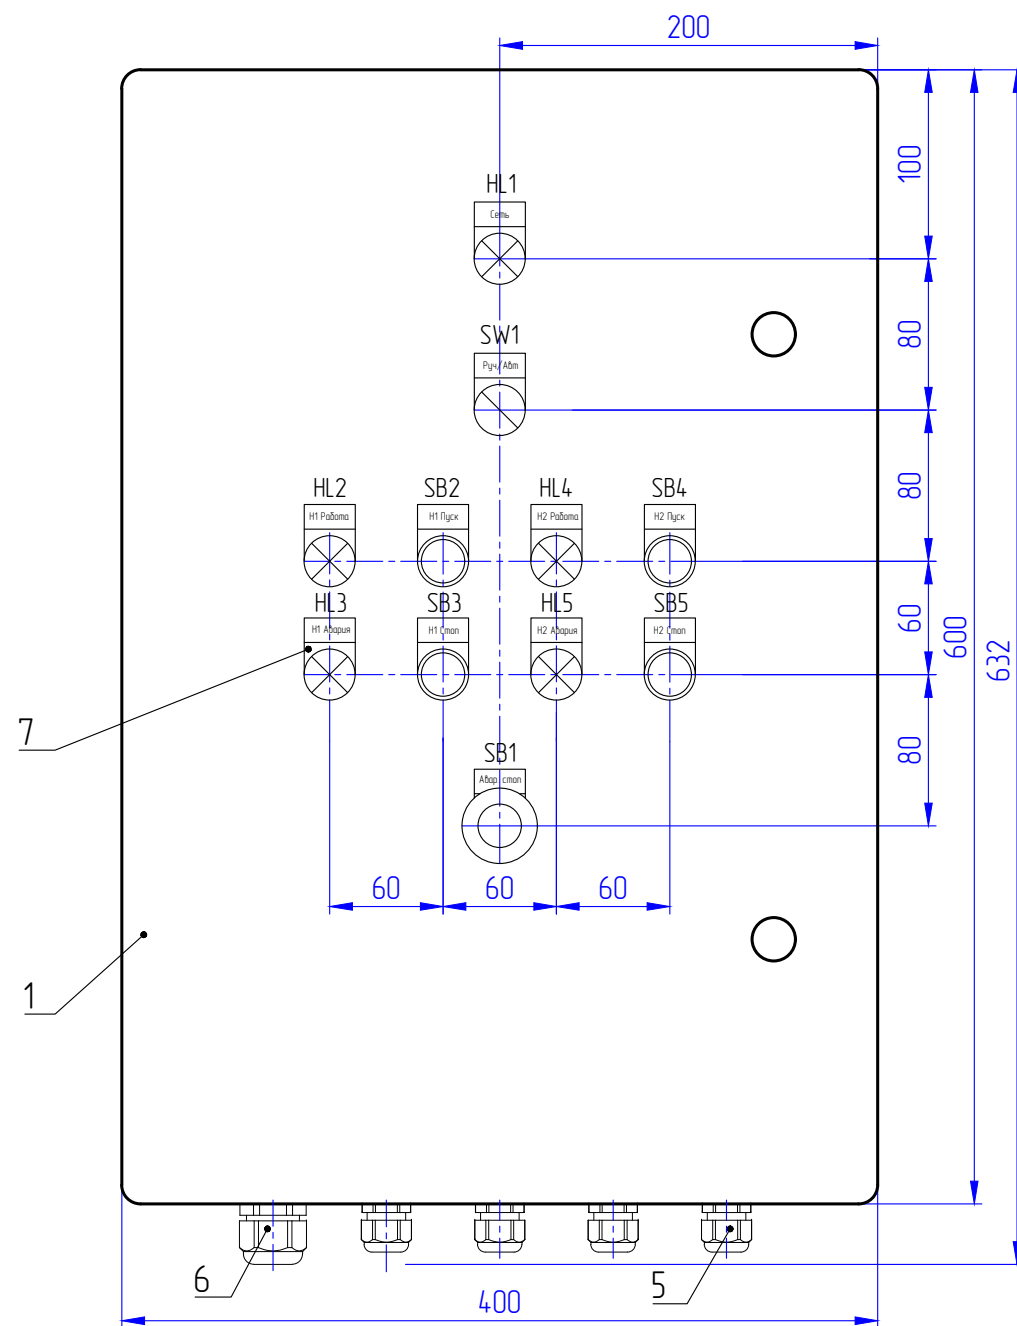 200
100
HL1
Сеть
80
SW1
Руч/Авт
80
HL2 SB2 HL4 SB4
Н1 Работа Н1 Пуск Н2 Работа Н2 Пуск
60
600
632
HL3 SB3 HL5 SB5
Н1 Авария Н1 Стоп Н2 Авария Н2 Стоп
7
80
SB1
Авар. стоп
60 60 60
1
6
5
400